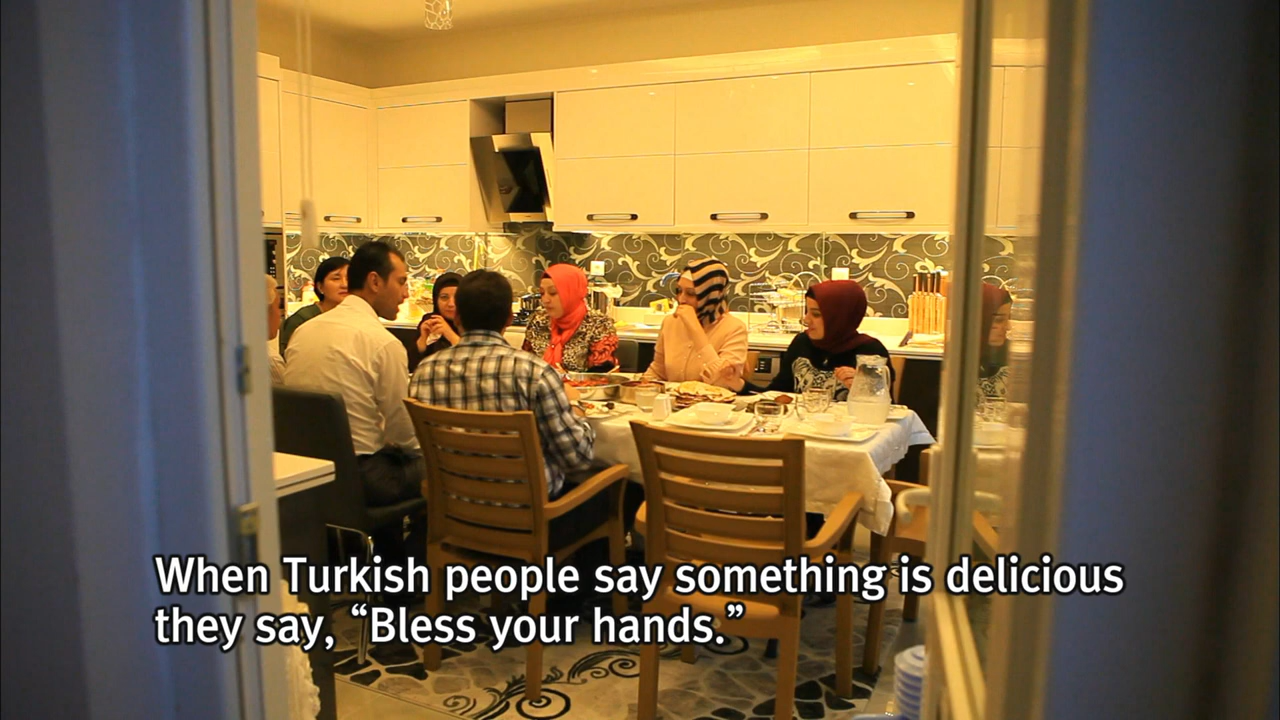 When Turkish people say something is delicious
they say, “Bless your hands.”